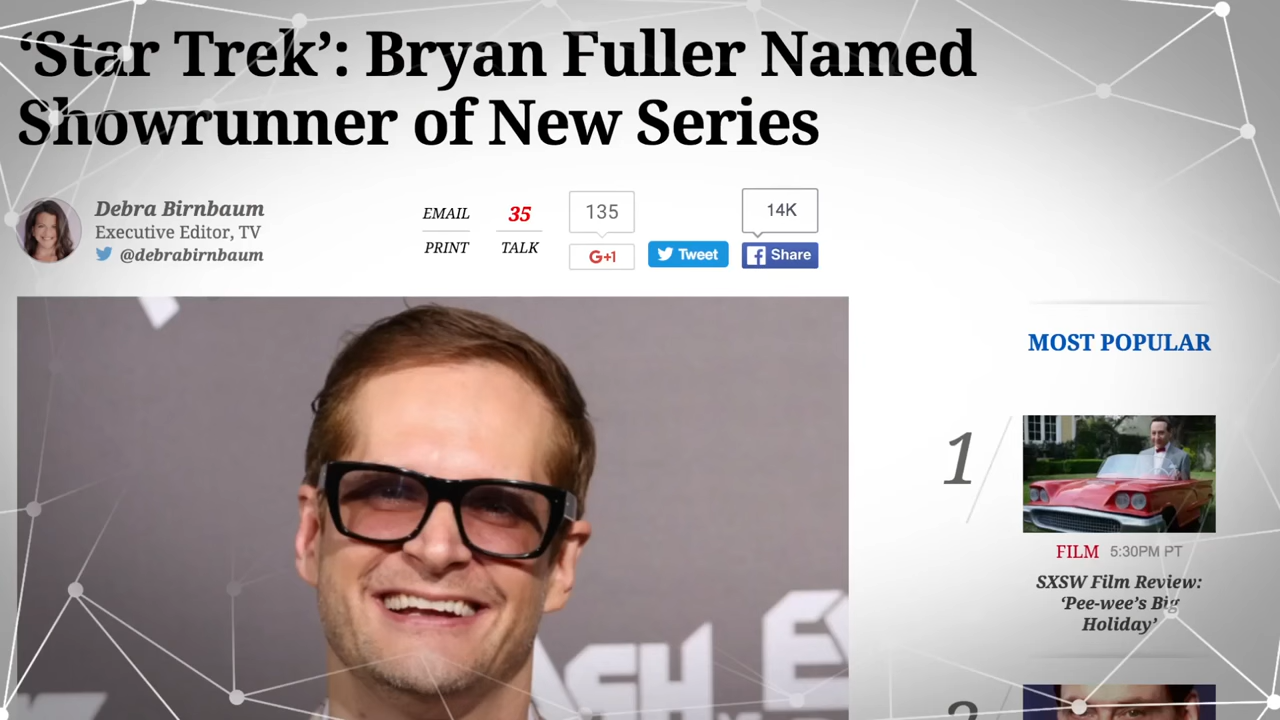 ‘Star Trek’: Bryan Fuller Named
Showrunner of New Series
Debra Birnbaum
Executive Editor, TV
@debrabirnbaum
EMAIL
PRINT
35
TALK
135
G+1
Tweet
14K
Share
MOST POPULAR
1
FILM 5:30PM PT
SXSW Film Review:
‘Pee-wee’s Big
Holiday’
2